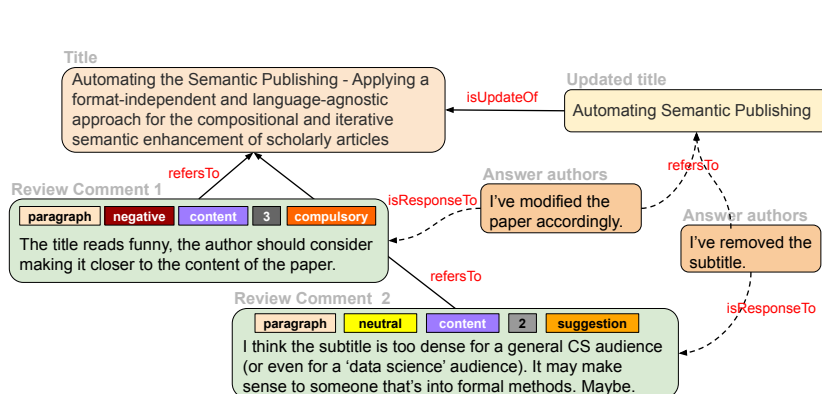 Title
Automating the Semantic Publishing - Applying a
format-independent and language-agnostic
approach for the compositional and iterative
semantic enhancement of scholarly articles
isUpdateOf
Updated title
Automating Semantic Publishing
refersTo
refersTo
Review Comment 1
paragraph negative content 3 compulsory
The title reads funny, the author should consider
making it closer to the content of the paper.
isResponseTo
Answer authors
I've modified the
paper accordingly.
Answer authors
I've removed the
subtitle.
refersTo
isResponseTo
Review Comment 2
paragraph neutral content 2 suggestion
I think the subtitle is too dense for a general CS audience
(or even for a 'data science' audience). It may make
sense to someone that's into formal methods. Maybe.